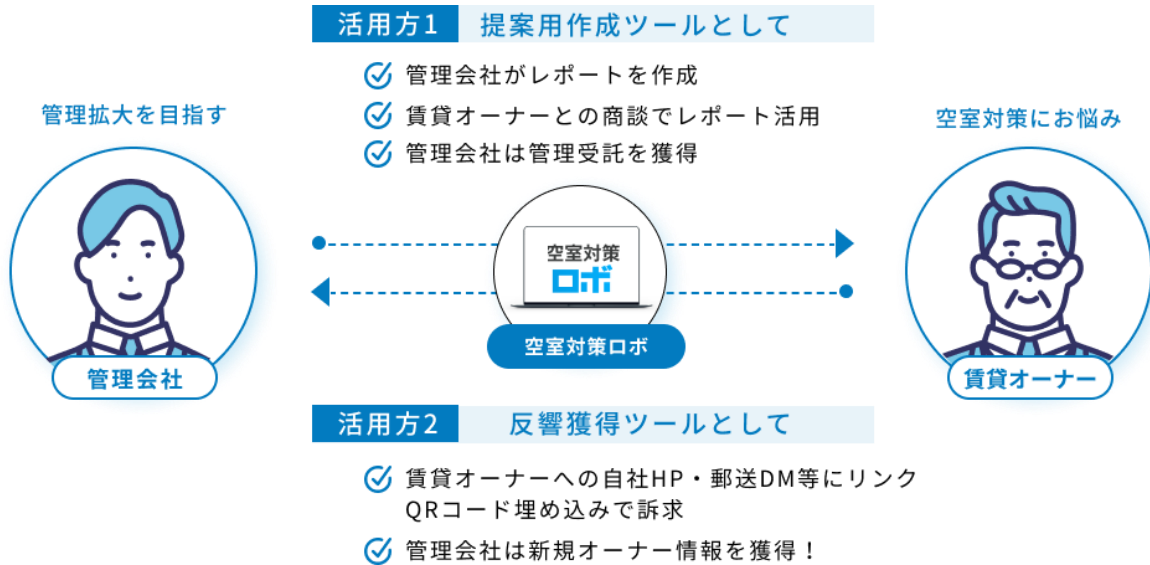 活用方1 提案用作成ツールとして
管理会社がレポートを作成
賃貸オーナーとの商談でレポート活用
管理会社は管理受託を獲得
管理拡大を目指す
管理会社
空室対策
ロボ
空室対策ロボ
空室対策にお悩み
賃貸オーナー
活用方2 反響獲得ツールとして
賃貸オーナーへの自社HP・郵送DM等にリンク
QRコード埋め込みで訴求
管理会社は新規オーナー情報を獲得！